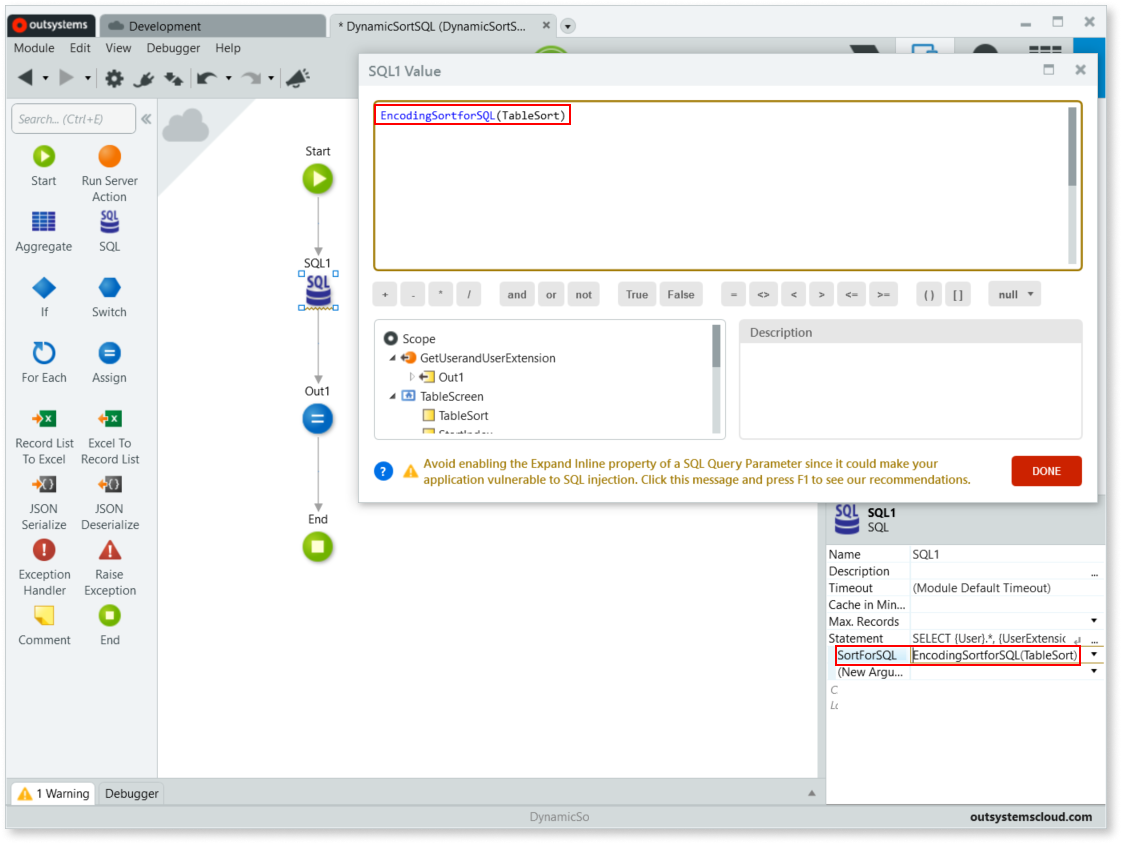 outsystems
Development
* DynamicSortSQL (DynamicSortS...
Module Edit View Debugger Help
Search... (Ctrl+E)
Start
Run Server
Action
Aggregate
SQL
SQL
If
Switch
For Each
Assign
Record List
To Excel
Excel To
Record List
JSON
Serialize
JSON
Deserialize
Exception
Handler
Raise
Exception
Comment
End
Start
SQL1
SQL
Out1
End
SQL1 Value
EncodingSortforSQL(TableSort)
+ - * / and or not True False = <> < > <= >= ( ) [ ] null
Scope
GetUserandUserExtension
Out1
TableScreen
TableSort
StartIndex
Description
Avoid enabling the Expand Inline property of a SQL Query Parameter since it could make your
application vulnerable to SQL injection. Click this message and press F1 to see our recommendations.
DONE
SQL
SQL1
SQL
Name SQL1
Description ...
Timeout (Module Default Timeout)
Cache in Min...
Max. Records
Statement SELECT {User}.*, {UserExtensic ...
SortForSQL EncodingSortforSQL(TableSort)
(New Argu...
1 Warning
Debugger
DynamicSo
outsystemscloud.com